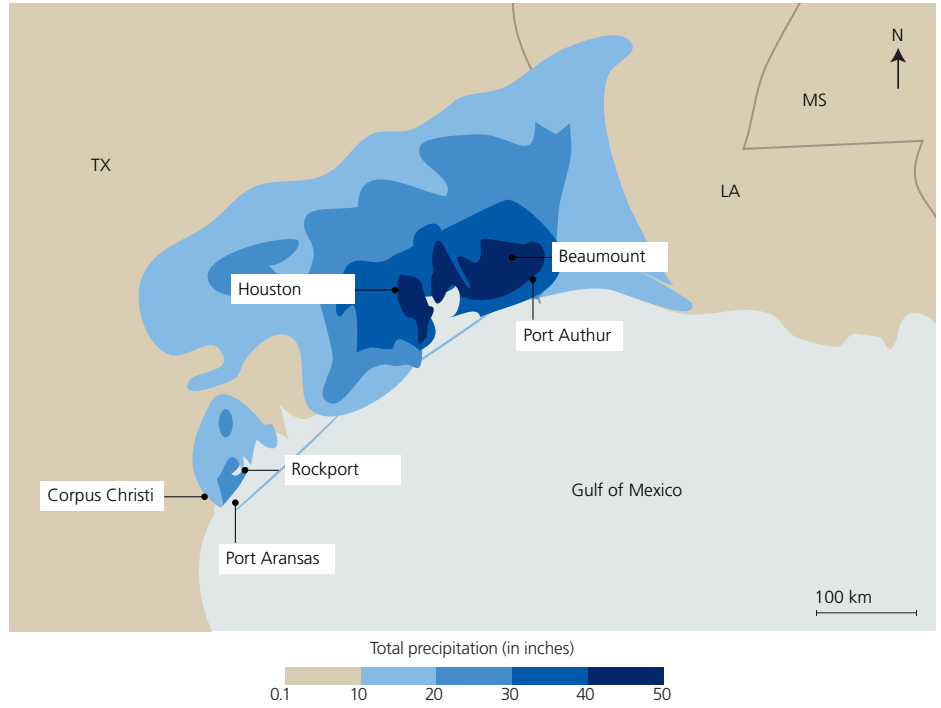 N
MS
TX
LA
Beaumount
Houston
Port Authur
Rockport
Corpus Christi
Gulf of Mexico
Port Aransas
100 km
Total precipitation (in inches)
0.1 10 20 30 40 50